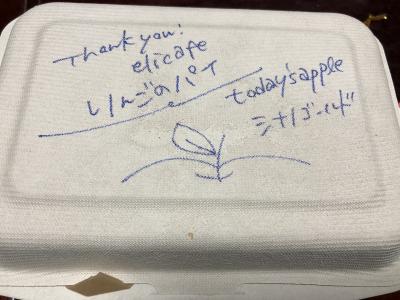 Thank you!
elicafe
りんごのパイ
today's apple
シナノゴールド